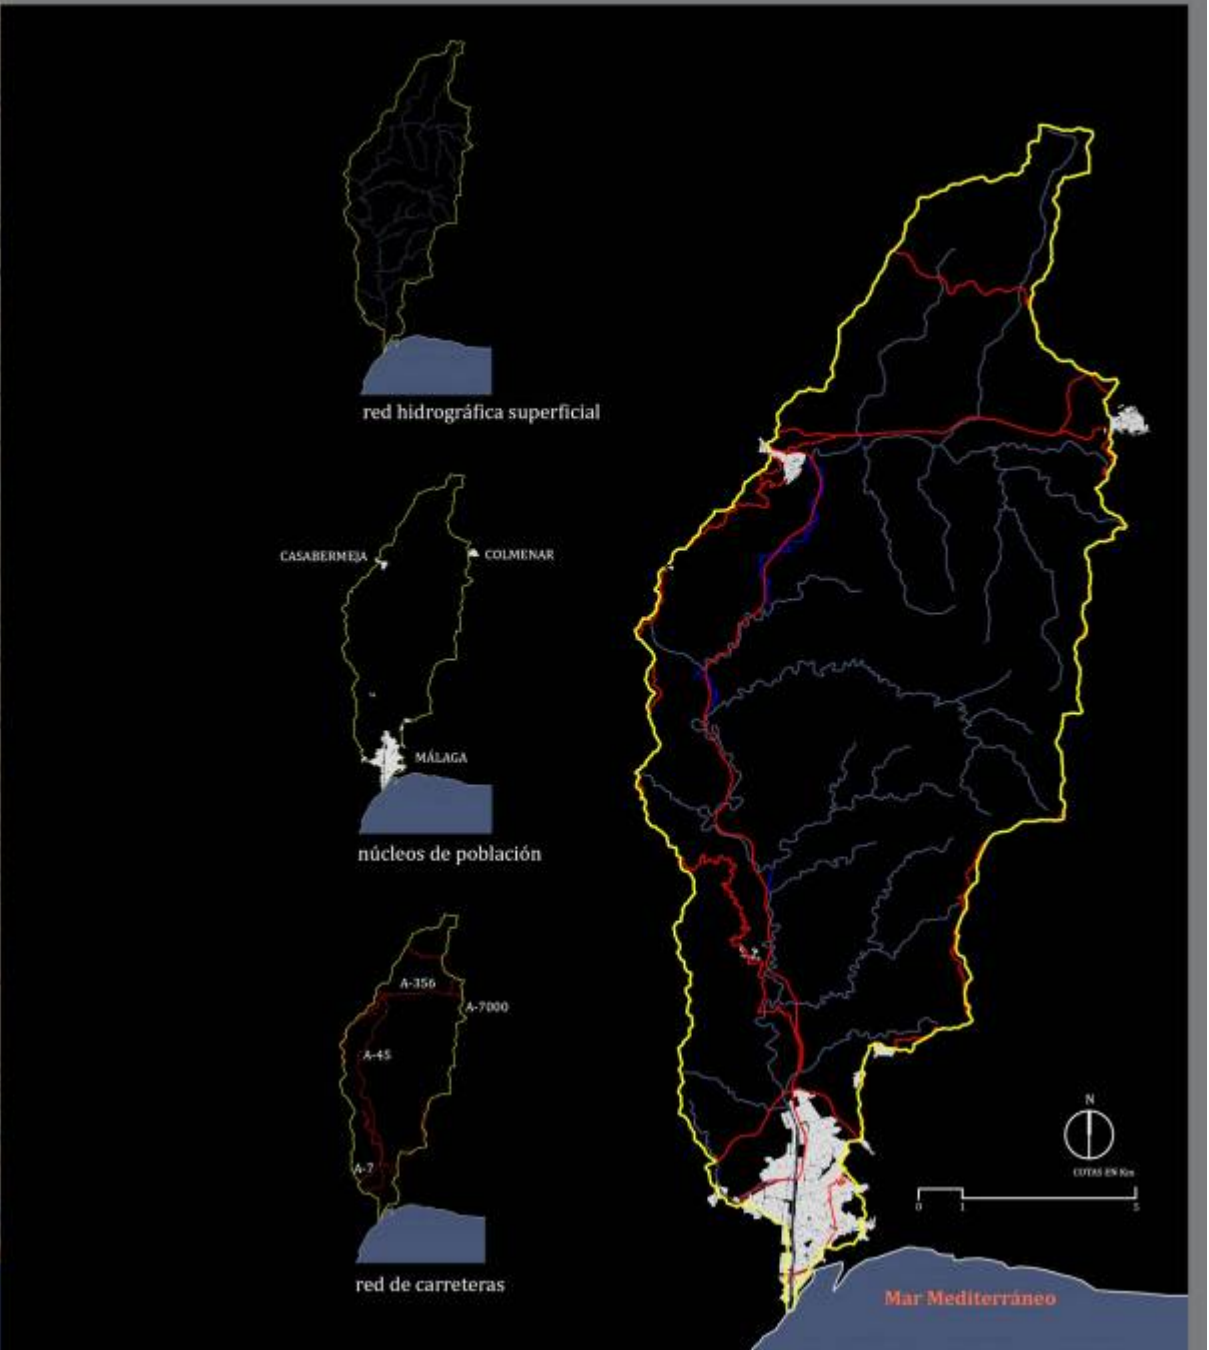 red hidrográfica superficial
CASABERMEJA
COLMENAR
MÁLAGA
núcleos de población
A-356
A-7000
A-45
A-7
red de carreteras
N
COTAS EN Km
0 1 5
Mar Mediterráneo